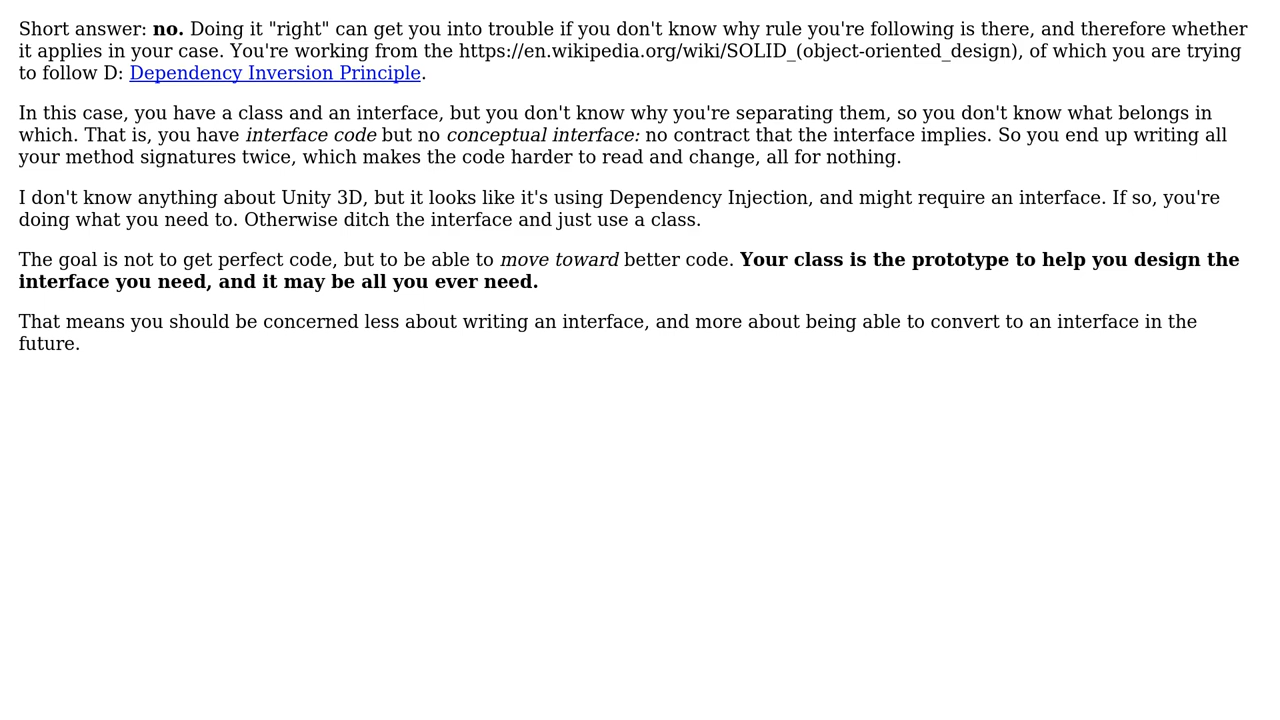 Short answer: no. Doing it "right" can get you into trouble if you don't know why rule you're following is there, and therefore whether
it applies in your case. You're working from the https://en.wikipedia.org/wiki/SOLID_(object-oriented_design), of which you are trying
to follow D: Dependency Inversion Principle.
In this case, you have a class and an interface, but you don't know why you're separating them, so you don't know what belongs in
which. That is, you have interface code but no conceptual interface: no contract that the interface implies. So you end up writing all
your method signatures twice, which makes the code harder to read and change, all for nothing.
I don't know anything about Unity 3D, but it looks like it's using Dependency Injection, and might require an interface. If so, you're
doing what you need to. Otherwise ditch the interface and just use a class.
The goal is not to get perfect code, but to be able to move toward better code. Your class is the prototype to help you design the
interface you need, and it may be all you ever need.
That means you should be concerned less about writing an interface, and more about being able to convert to an interface in the
future.